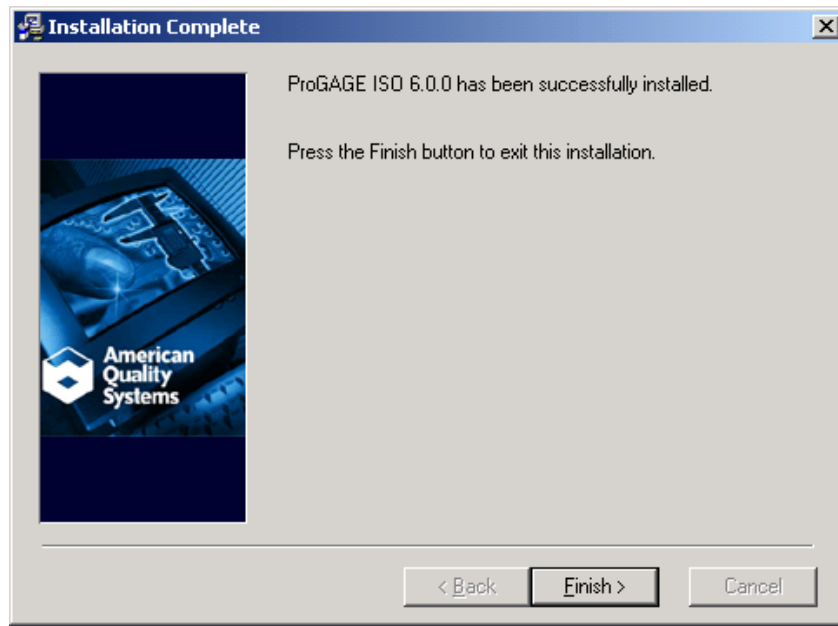 Installation Complete
ProGAGE ISO 6.0.0 has been successfully installed.
Press the Finish button to exit this installation.
American
Quality
Systems
< Back
Finish >
Cancel